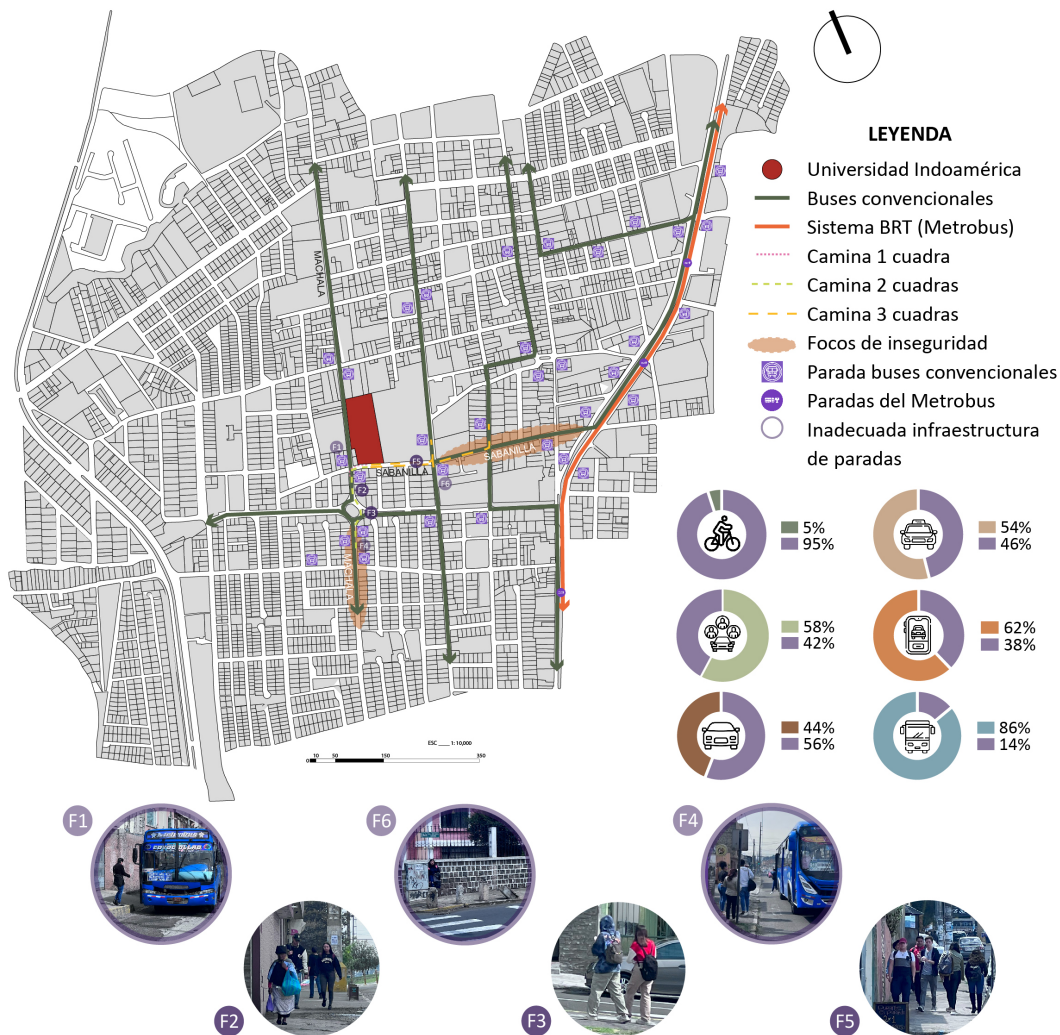 LEYENDA
Universidad Indoamérica
Buses convencionales
Sistema BRT (Metrobus)
Camina 1 cuadra
Camina 2 cuadras
Camina 3 cuadras
Focos de inseguridad
Parada buses convencionales
Paradas del Metrobus
Inadecuada infraestructura
de paradas
MACHALA
F1
SABANILLA
F5
SABANILLA
F6
F2
F3
F4
MACHALA
5%
95%
54%
46%
58%
42%
62%
38%
44%
56%
86%
14%
ESC ___ 1: 10,000
0 10 50 150 350
F1
F6
F4
F2
F3
F5